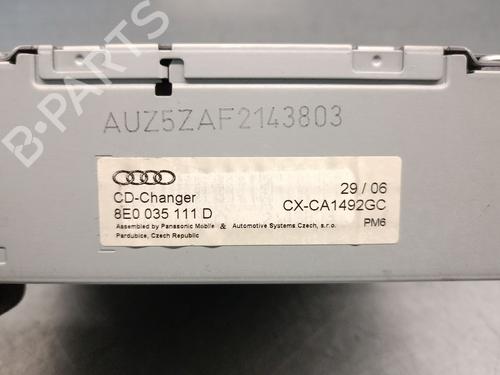 AUZ5ZAF2143803
29 / 06
CD-Changer CX-CA1492GC
8E0 035 111 D
PM6
Assembled by Panasonic Mobile & Automotive Systems Czech, s.r.o.
Pardubice, Czech Republic
B-PARTS